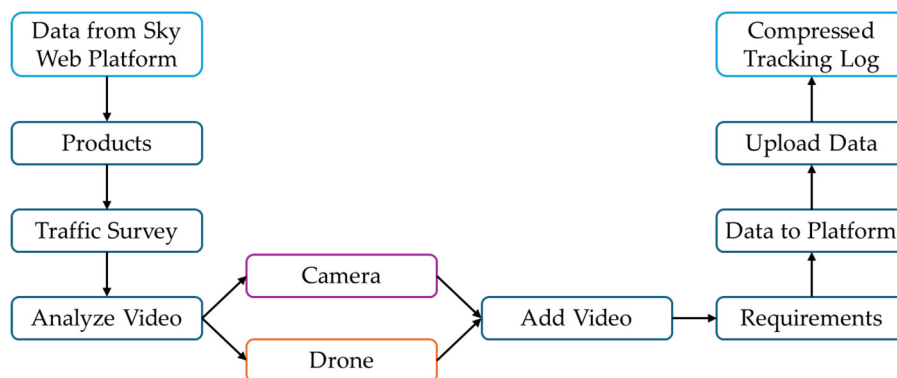 Data from Sky
Web Platform
Products
Traffic Survey
Analyze Video
Camera
Drone
Add Video
Requirements
Data to Platform
Upload Data
Compressed
Tracking Log